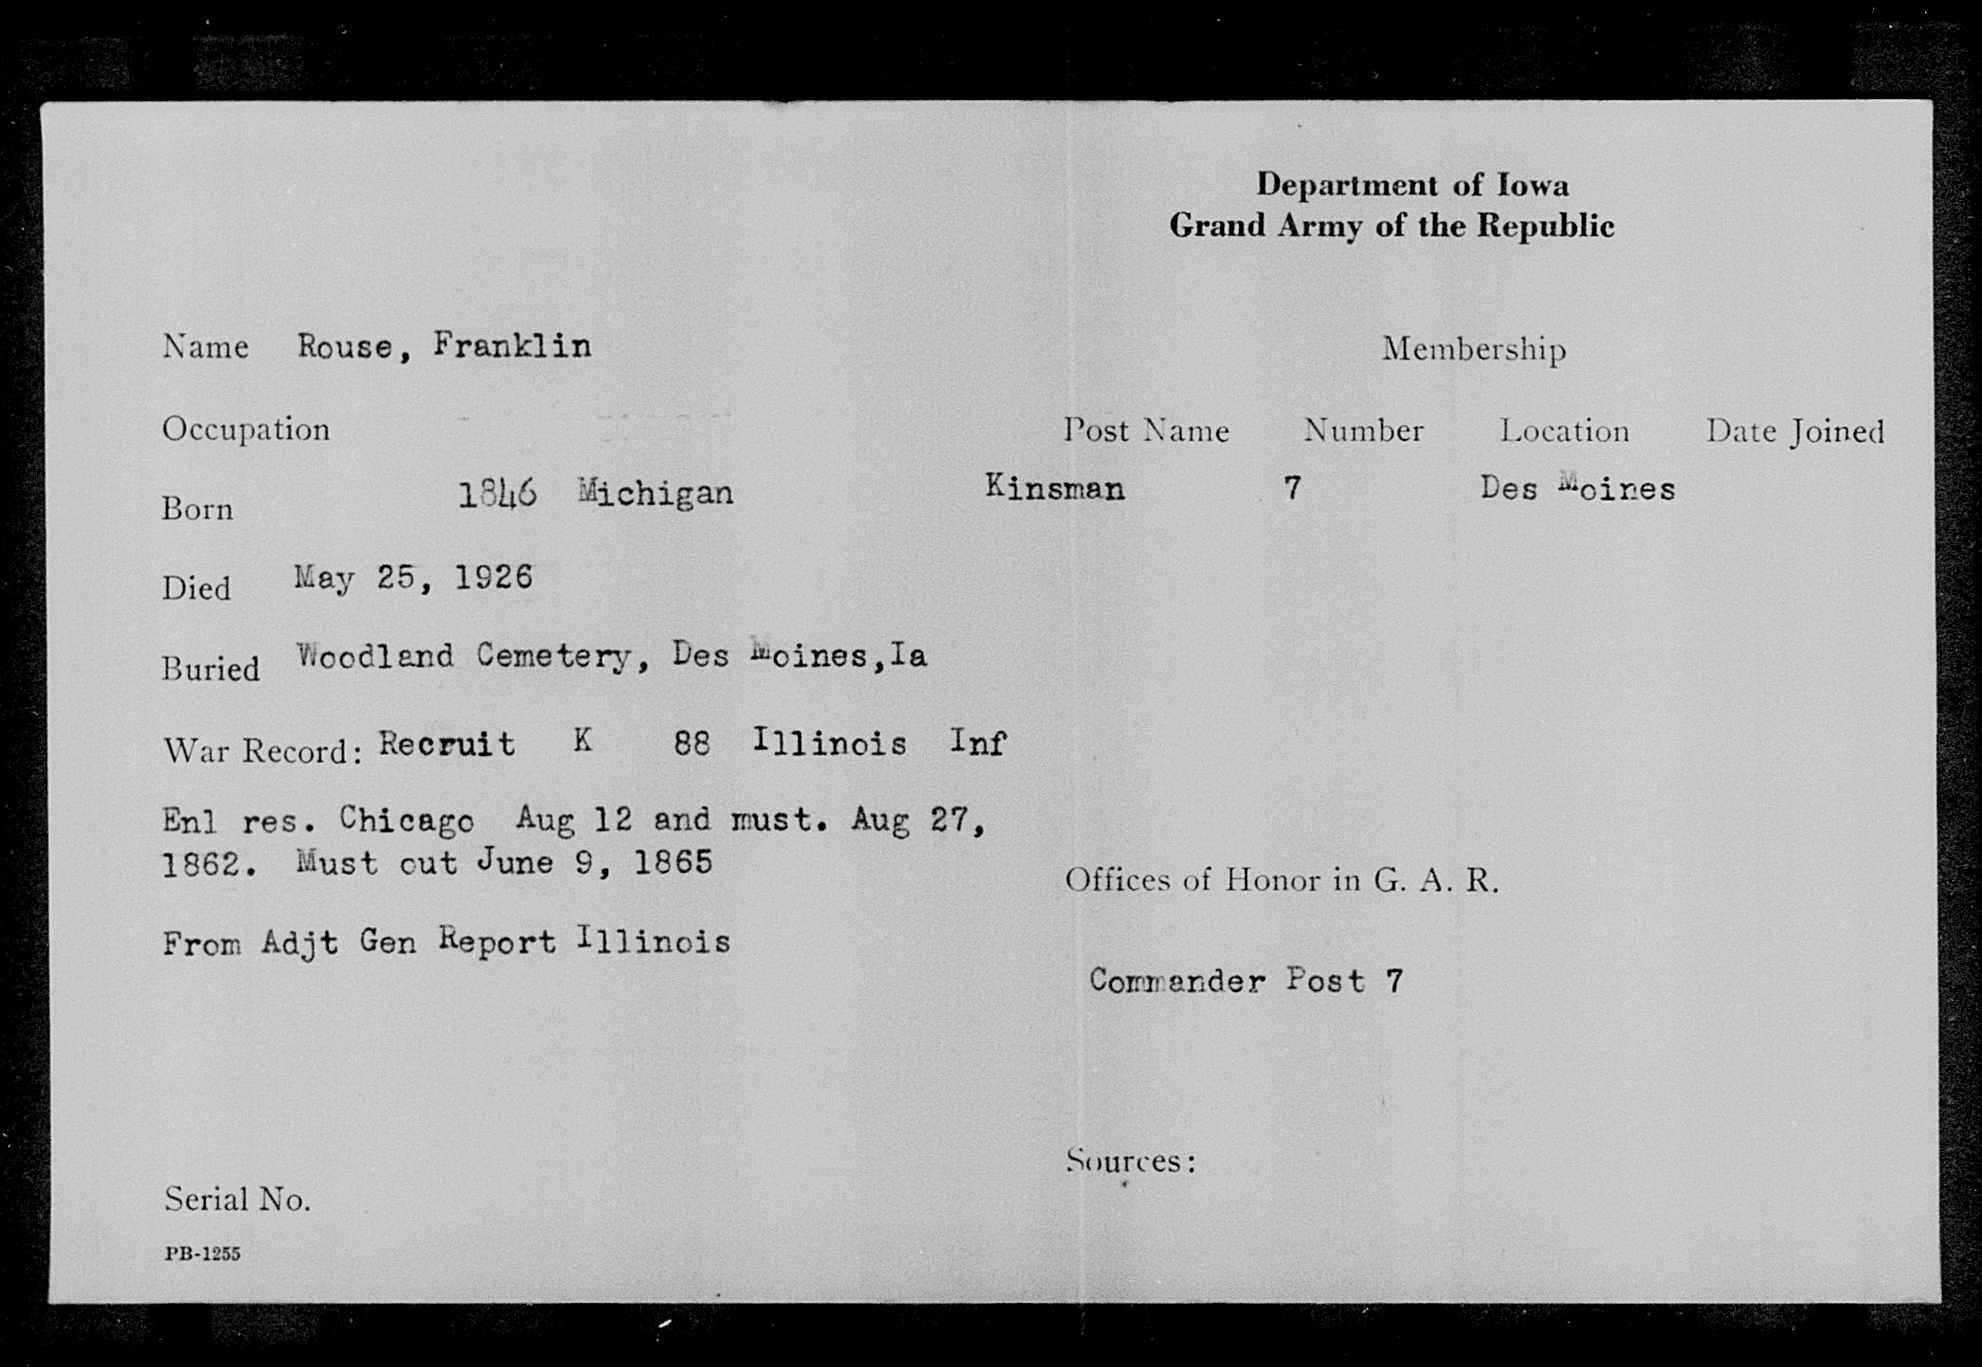 Department of Iowa
Grand Army of the Republic
Name Rouse, Franklin
Membership
Occupation
Post Name Number Location Date Joined
Born 1846 Michigan
Kinsman 7 Des Moines
Died May 25, 1926
Buried Woodland Cemetery, Des Moines,Ia
War Record: Recruit K 88 Illinois Inf
Enl res. Chicago Aug 12 and must. Aug 27,
1862. Must out June 9, 1865
Offices of Honor in G. A. R.
From Adjt Gen Report Illinois
Commander Post 7
Sources:
Serial No.
PB-1255